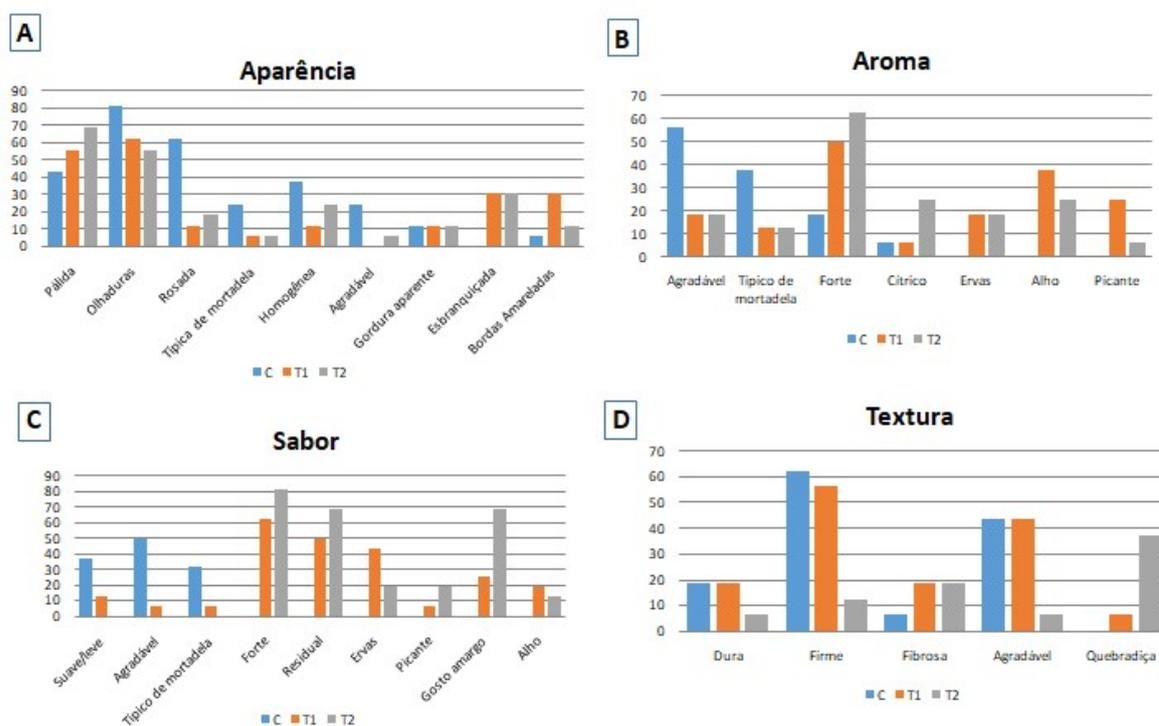 A
Aparência
90
80
70
60
50
40
30
20
10
0
Pálida
Olhaduras
Rosada
Típica de mortadela
Homogênea
Agradável
Gordura aparente
Esbranquiçada
Bordas Amareladas
C T1 T2
B
Aroma
70
60
50
40
30
20
10
0
Agradável
Típico de
mortadela
Forte
Cítrico
Ervas
Alho
Picante
C T1 T2
C
Sabor
90
80
70
60
50
40
30
20
10
0
Suave/leve
Agradável
Típico de mortadela
Forte
Residual
Ervas
Picante
Gosto amargo
Alho
C T1 T2
D
Textura
70
60
50
40
30
20
10
0
Dura
Firme
Fibrosa
Agradável
Quebradiça
C T1 T2